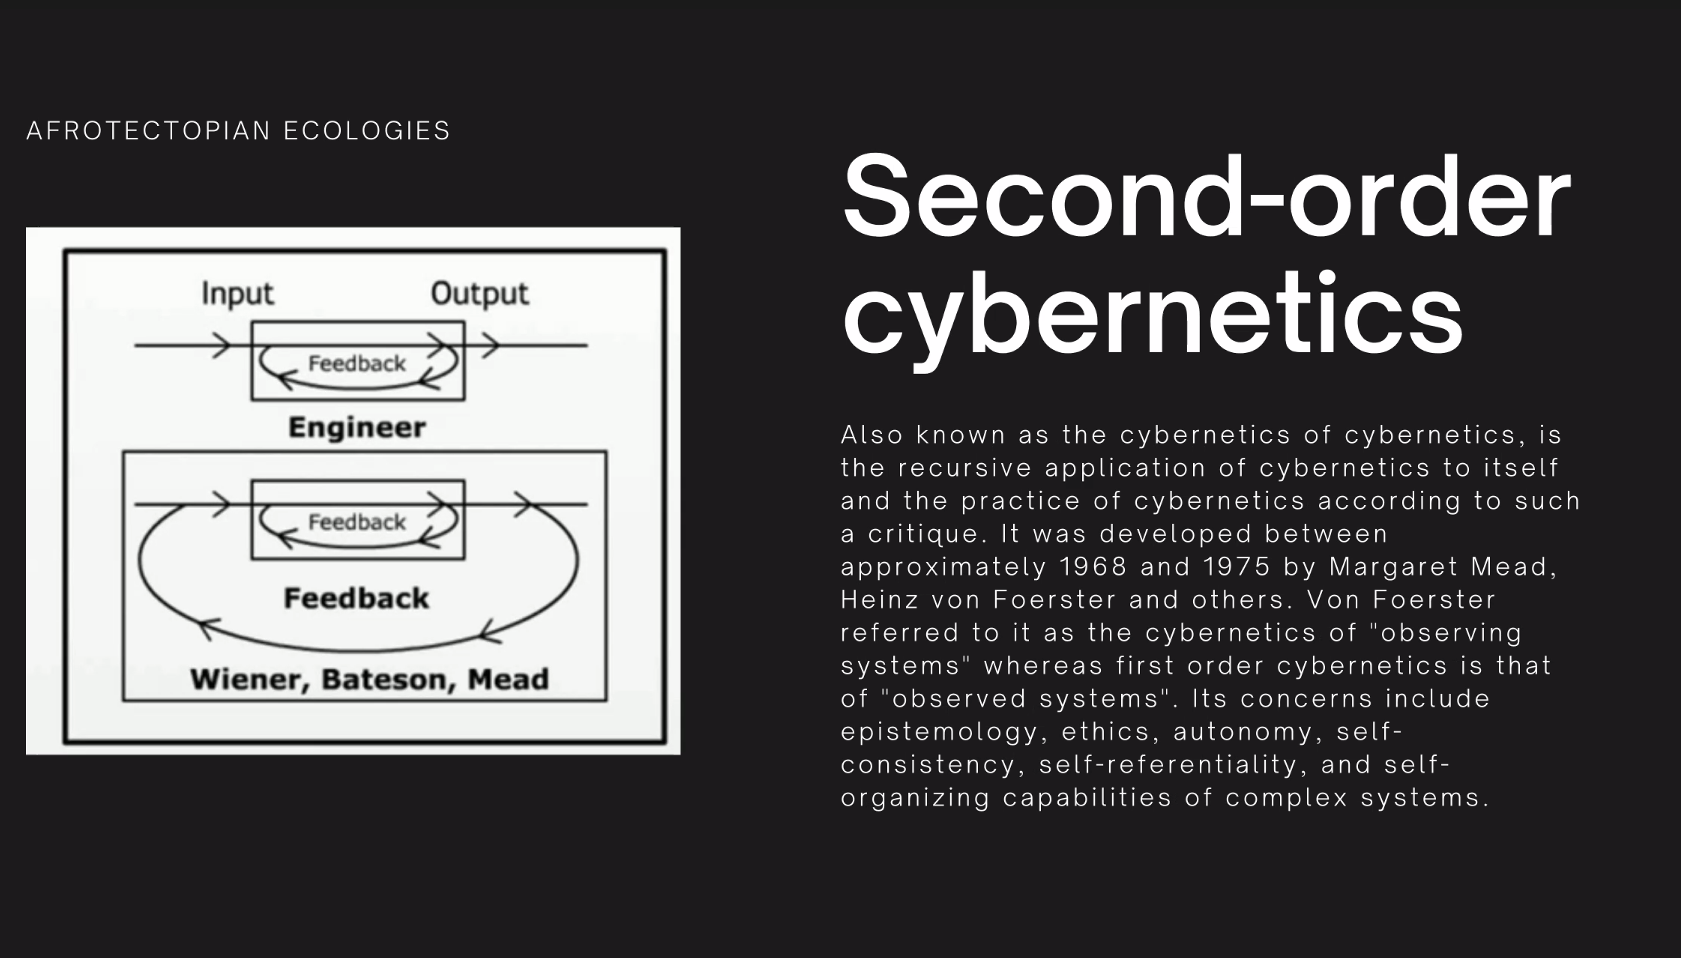 AFROTECTOPIAN ECOLOGIES
Input Output
Feedback
Engineer
Feedback
Feedback
Wiener, Bateson, Mead
Second-order
cybernetics
Also known as the cybernetics of cybernetics, is
the recursive application of cybernetics to itself
and the practice of cybernetics according to such
a critique. It was developed between
approximately 1968 and 1975 by Margaret Mead,
Heinz von Foerster and others. Von Foerster
referred to it as the cybernetics of "observing
systems" whereas first order cybernetics is that
of "observed systems". Its concerns include
epistemology, ethics, autonomy, self-
consistency, self-referentiality, and self-
organizing capabilities of complex systems.